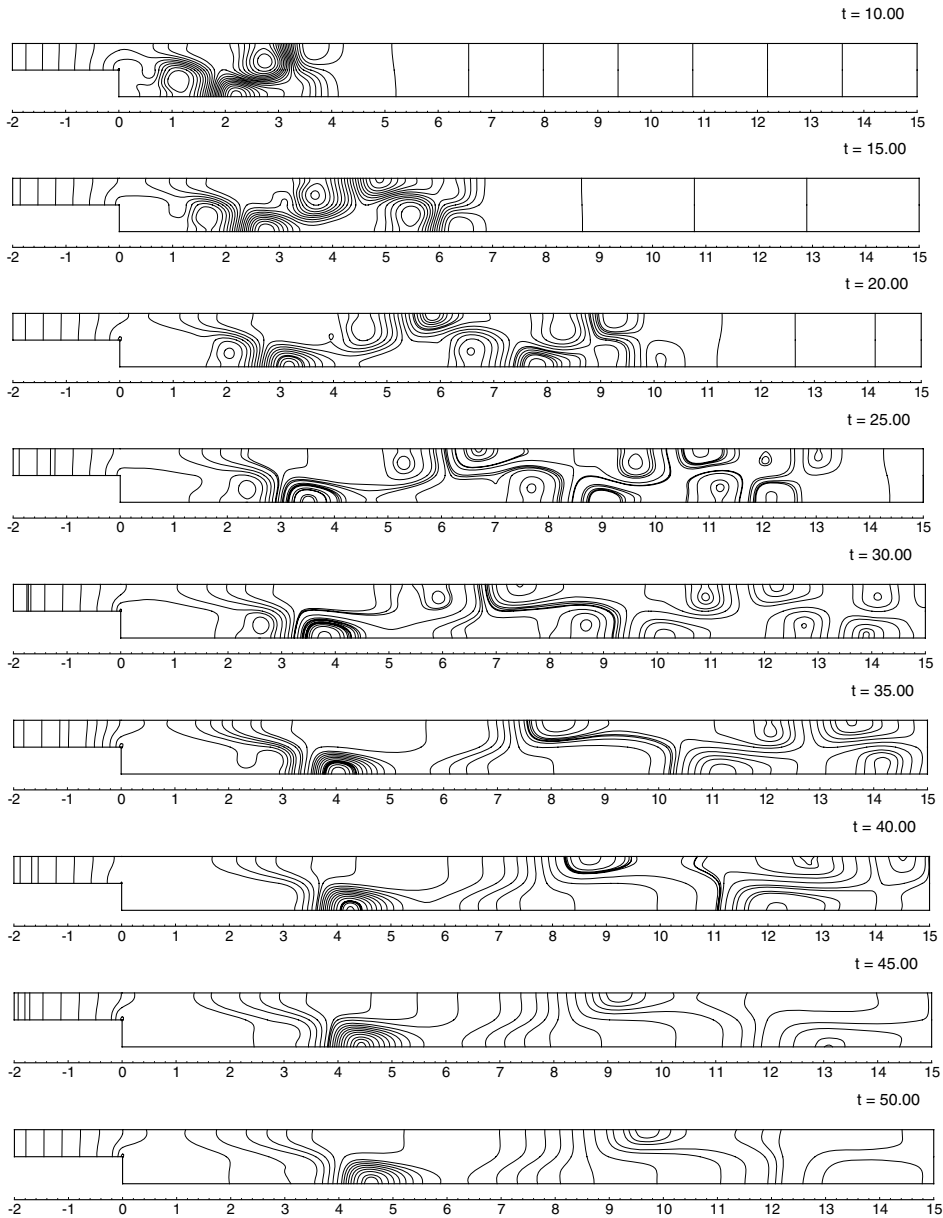 t = 10.00
-2 -1 0 1 2 3 4 5 6 7 8 9 10 11 12 13 14 15
t = 15.00
-2 -1 0 1 2 3 4 5 6 7 8 9 10 11 12 13 14 15
t = 20.00
-2 -1 0 1 2 3 4 5 6 7 8 9 10 11 12 13 14 15
t = 25.00
-2 -1 0 1 2 3 4 5 6 7 8 9 10 11 12 13 14 15
t = 30.00
-2 -1 0 1 2 3 4 5 6 7 8 9 10 11 12 13 14 15
t = 35.00
-2 -1 0 1 2 3 4 5 6 7 8 9 10 11 12 13 14 15
t = 40.00
-2 -1 0 1 2 3 4 5 6 7 8 9 10 11 12 13 14 15
t = 45.00
-2 -1 0 1 2 3 4 5 6 7 8 9 10 11 12 13 14 15
t = 50.00
-2 -1 0 1 2 3 4 5 6 7 8 9 10 11 12 13 14 15